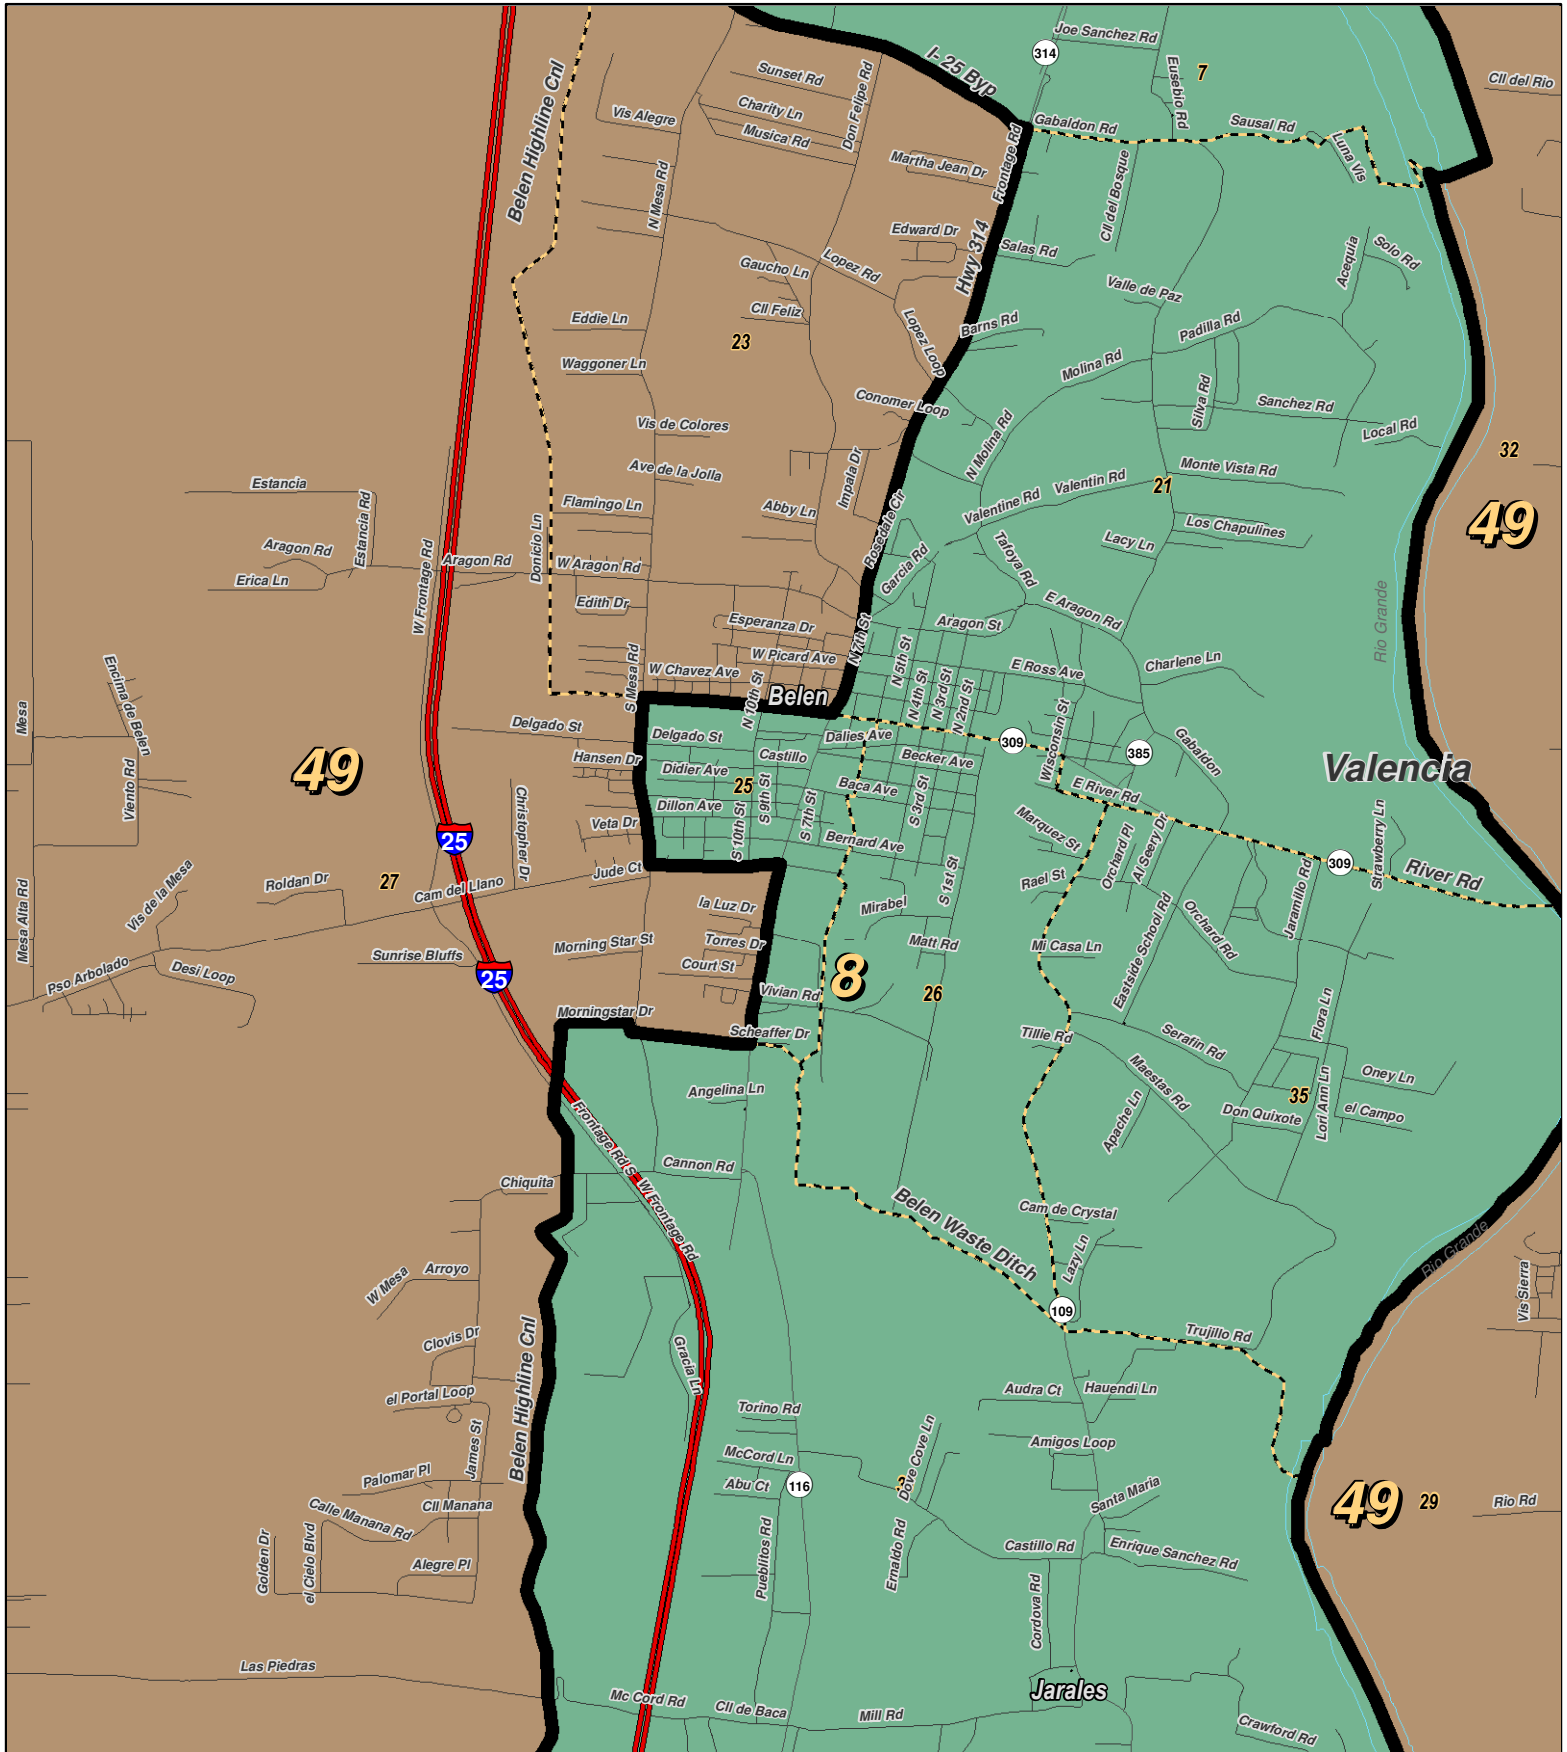 Joe Sanchez Rd
314
I- 25 Byp
7
Cll del Rio
Sunset Rd
Eusebio Rd
Don Felipe Rd
Belen Highline Cnl
Charity Ln
Vis Alegre
Musica Rd
Gabaldon Rd
Sausal Rd
Luna Vis
Frontage Rd
Martha Jean Dr
N Mesa Rd
Cll del Bosque
Edward Dr
Salas Rd
Acequia
Solo Rd
Hwy 314
Gaucho Ln
Lopez Rd
Valle de Paz
Cll Feliz
Eddie Ln
Barns Rd
Padilla Rd
23
Lopez Loop
Waggoner Ln
Molina Rd
Conomer Loop
Silva Rd
Sanchez Rd
Vis de Colores
Local Rd
N Molina Rd
32
Ave de la Jolla
Impala Dr
Monte Vista Rd
Estancia
Valentin Rd
21
Flamingo Ln
Abby Ln
Valentine Rd
49
Estancia Rd
Rosedale Cir
Los Chapulines
Lacy Ln
Aragon Rd
Donicio Ln
Aragon Rd
W Aragon Rd
Garcia Rd
Tafoya Rd
Erica Ln
W Frontage Rd
Edith Dr
E Aragon Rd
Rio Grande
Esperanza Dr
Aragon St
N 7th St
W Picard Ave
N 5th St
E Ross Ave
Charlene Ln
W Chavez Ave
S Mesa Rd
N 4th St
N 3rd St
N 2nd St
N 10th St
Belen
Encima de Belen
Mesa
Delgado St
Delgado St
Dalies Ave
309
Wisconsin St
385
Gabaldon
Hansen Dr
Castillo
Becker Ave
49
Didier Ave
25
Valencia
Viento Rd
Baca Ave
E River Rd
Christopher Dr
Dillon Ave
S 9th St
S 7th St
S 3rd St
Veta Dr
Marquez St
25
S 10th St
Bernard Ave
Orchard Pl
Al Seery Dr
Strawberry Ln
309
River Rd
Jude Ct
Rael St
Roldan Dr
27
Cam del Llano
S 1st St
Vis de la Mesa
Mesa Alta Rd
la Luz Dr
Mirabel
Jaramillo Rd
Orchard Rd
Eastside School Rd
Morning Star St
Torres Dr
Matt Rd
Mi Casa Ln
Sunrise Bluffs
Court St
8
Pso Arbolado
Desi Loop
25
26
Vivian Rd
Morningstar Dr
Flora Ln
Scheaffer Dr
Tillie Rd
Serafin Rd
Maestas Rd
Angelina Ln
35
Oney Ln
Lori Ann Ln
Don Quixote
el Campo
Apache Ln
Frontage Rd S
Cannon Rd
Chiquita
W Frontage Rd
Belen Waste Ditch
Cam de Crystal
Rio Grande
Lazy Ln
Arroyo
W Mesa
Vis Sierra
109
Trujillo Rd
Clovis Dr
Belen Highline Cnl
Gracia Ln
el Portal Loop
Audra Ct
Hauendi Ln
Torino Rd
James St
Dove Cove Ln
Amigos Loop
McCord Ln
Palomar Pl
Abu Ct
116
Santa Maria
49
29
Rio Rd
Cll Manana
Calle Manana Rd
Golden Dr
el Cielo Blvd
Pueblitos Rd
Ernaldo Rd
Castillo Rd
Enrique Sanchez Rd
Alegre Pl
Cordova Rd
Las Piedras
Jarales
Mc Cord Rd
Cll de Baca
Mill Rd
Crawford Rd